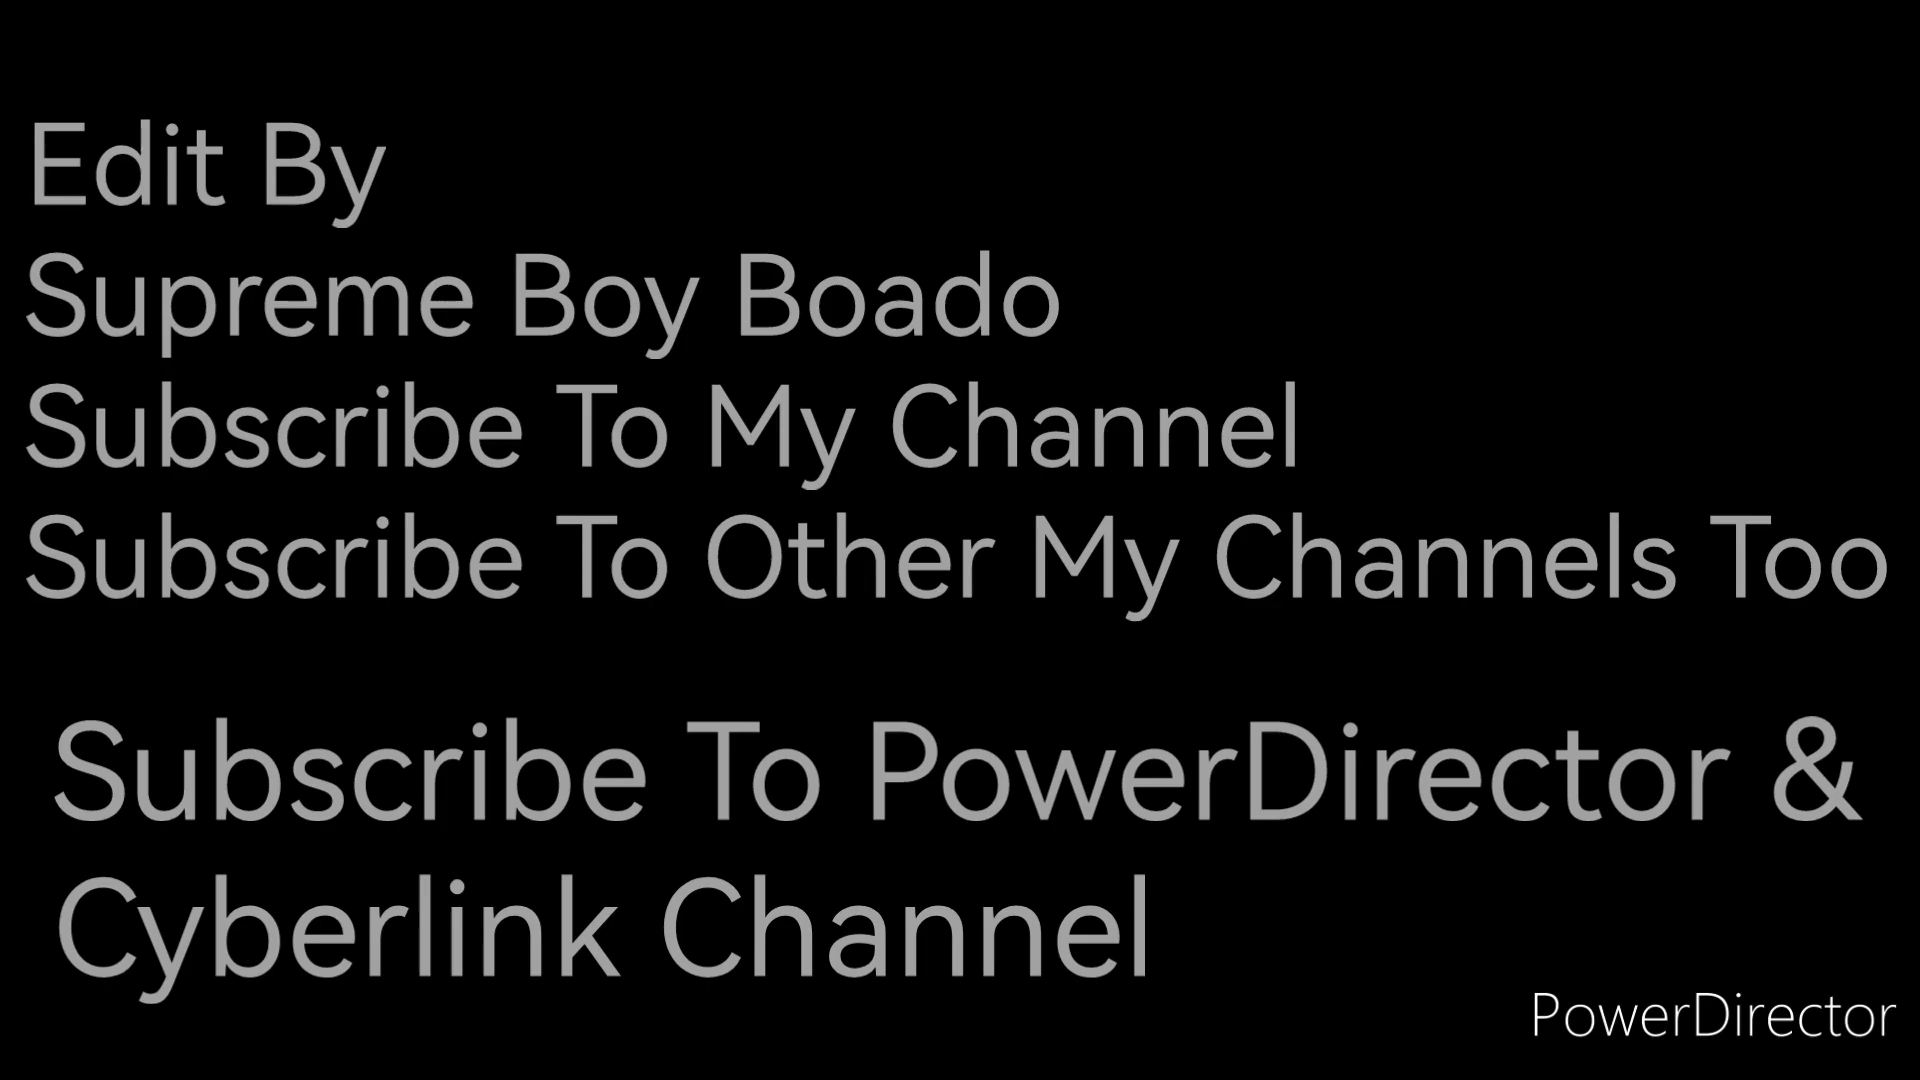 Edit By
Supreme Boy Boado
Subscribe To My Channel
Subscribe To Other My Channels Too
Subscribe To PowerDirector &
Cyberlink Channel
PowerDirector